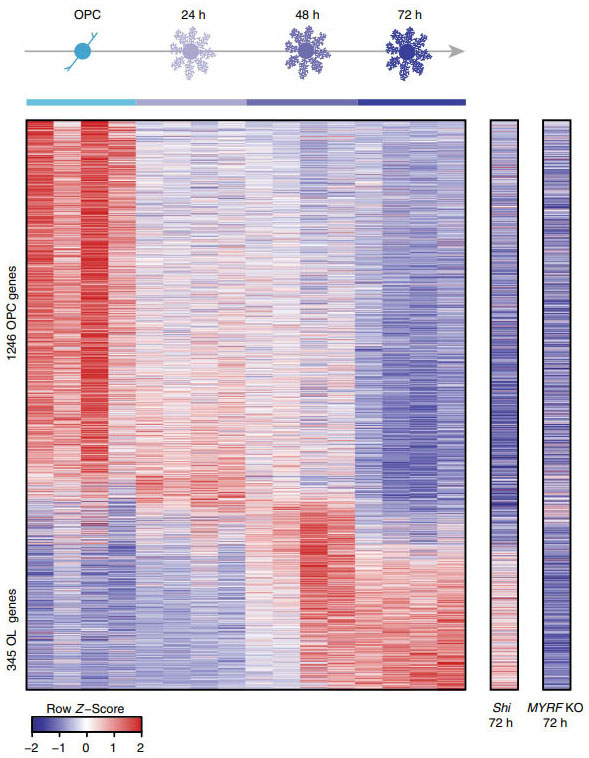 OPC 24 h 48 h 72 h
1246 OPC genes
345 OL genes
Row Z–Score
−2 −1 0 1 2
Shi
72 h
MYRF KO
72 h